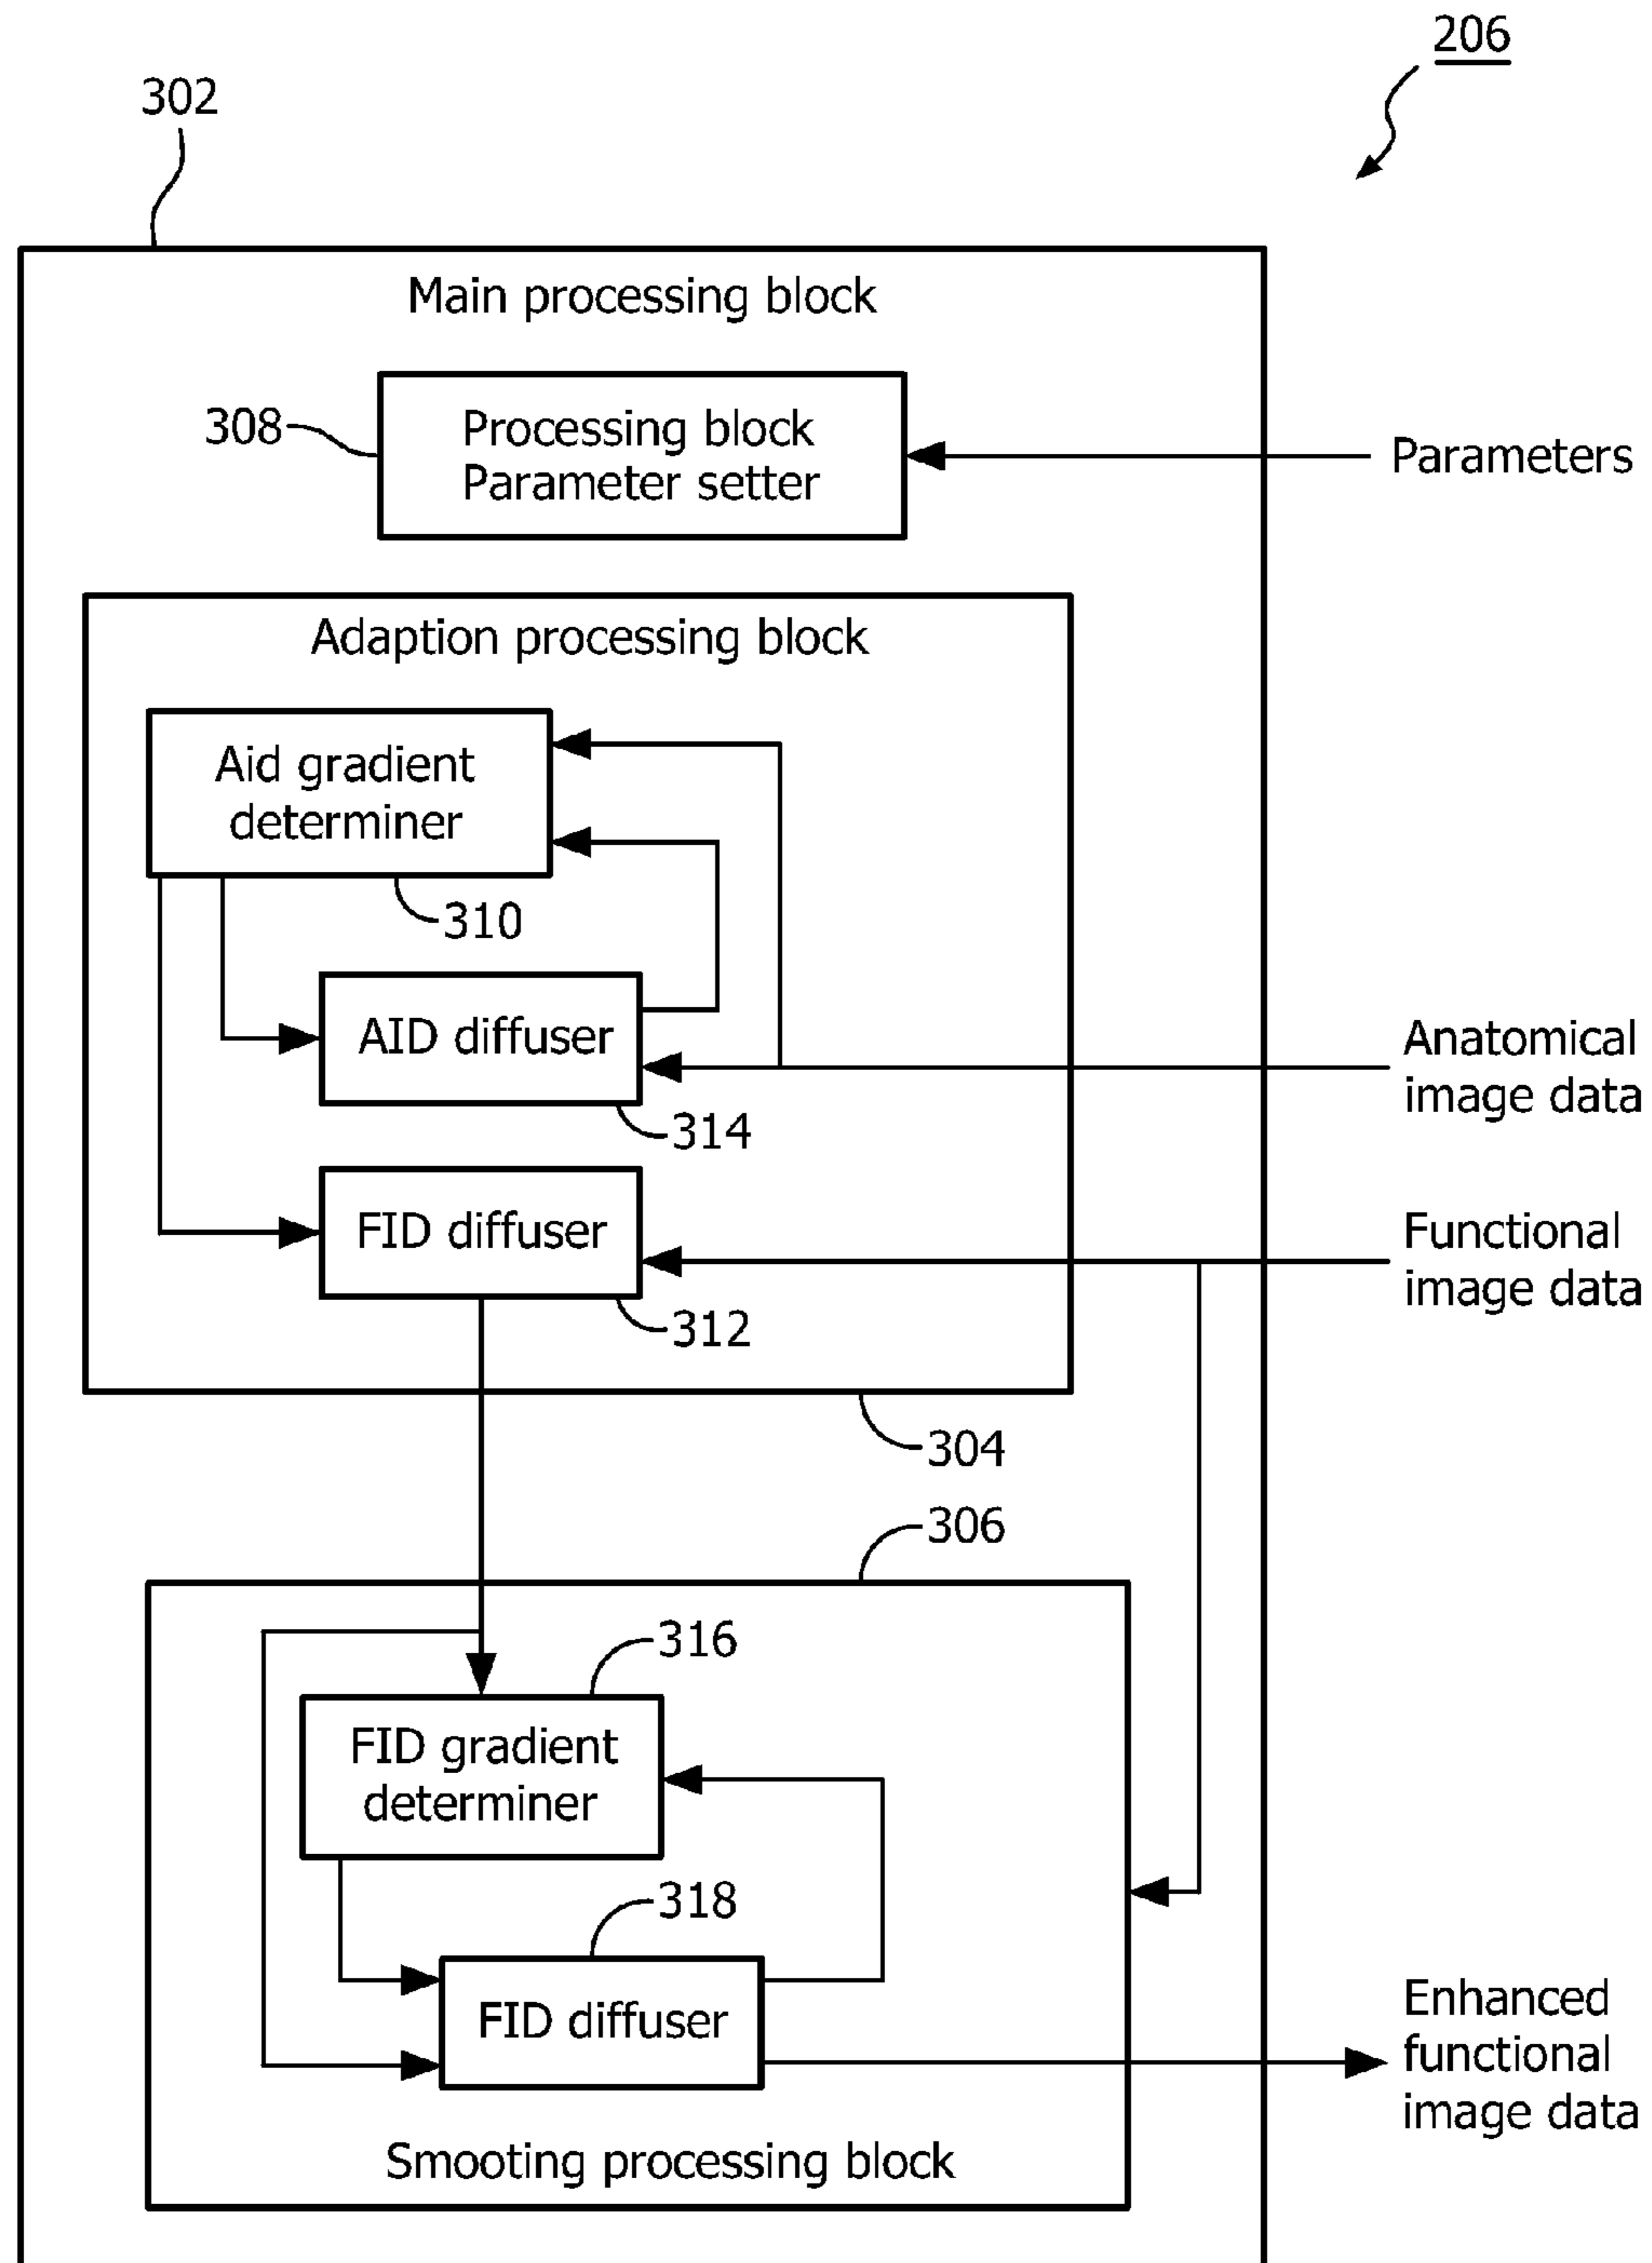 206
302
Main processing block
308
Processing block
Parameter setter
Parameters
Adaption processing block
Aid gradient
determiner
310
AID diffuser
314
Anatomical
image data
FID diffuser
312
Functional
image data
304
306
316
FID gradient
determiner
318
FID diffuser
Enhanced
functional
image data
Smooting processing block